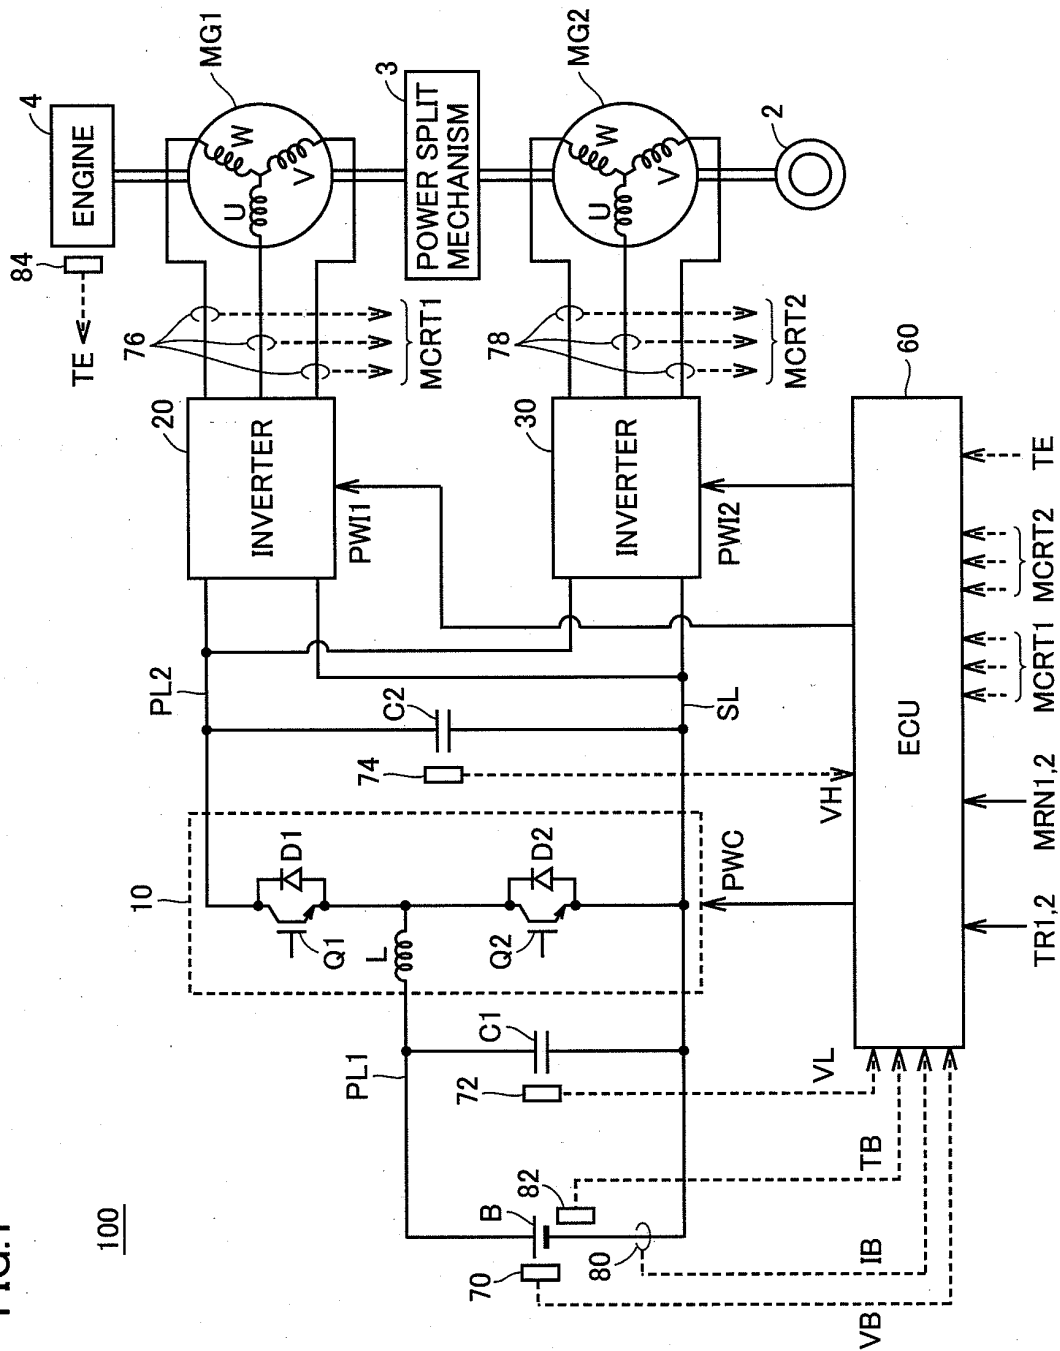 FIG.1
100
4
ENGINE
84
TE
MG1
W
U
V
76
MCRT1
3
POWER SPLIT
MECHANISM
MG2
W
U
V
2
78
MCRT2
20
INVERTER
PWI1
30
INVERTER
PWI2
60
ECU
PL2
C2
74
VH
SL
10
D1
Q1
L
D2
Q2
PWC
PL1
C1
72
VL
B
70
82
80
TB
IB
VB
TR1,2
MRN1,2
MCRT1
MCRT2
TE